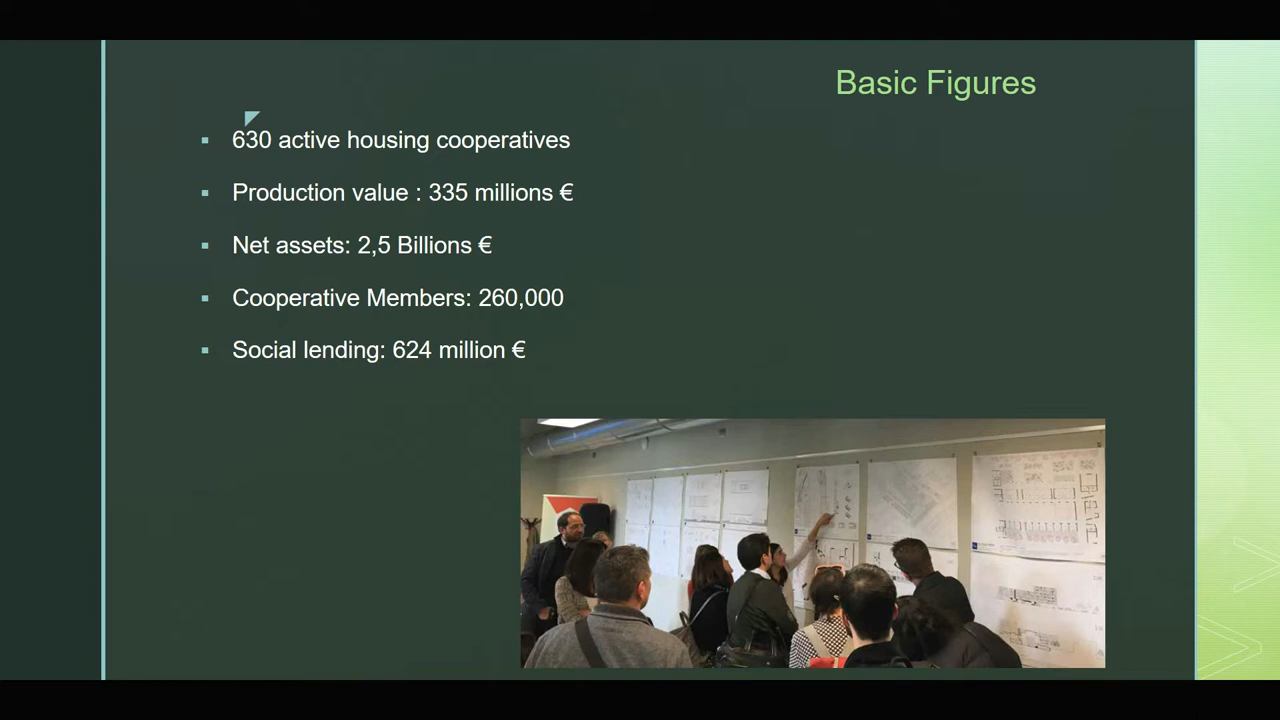 Basic Figures
630 active housing cooperatives
Production value : 335 millions €
Net assets: 2,5 Billions €
Cooperative Members: 260,000
Social lending: 624 million €